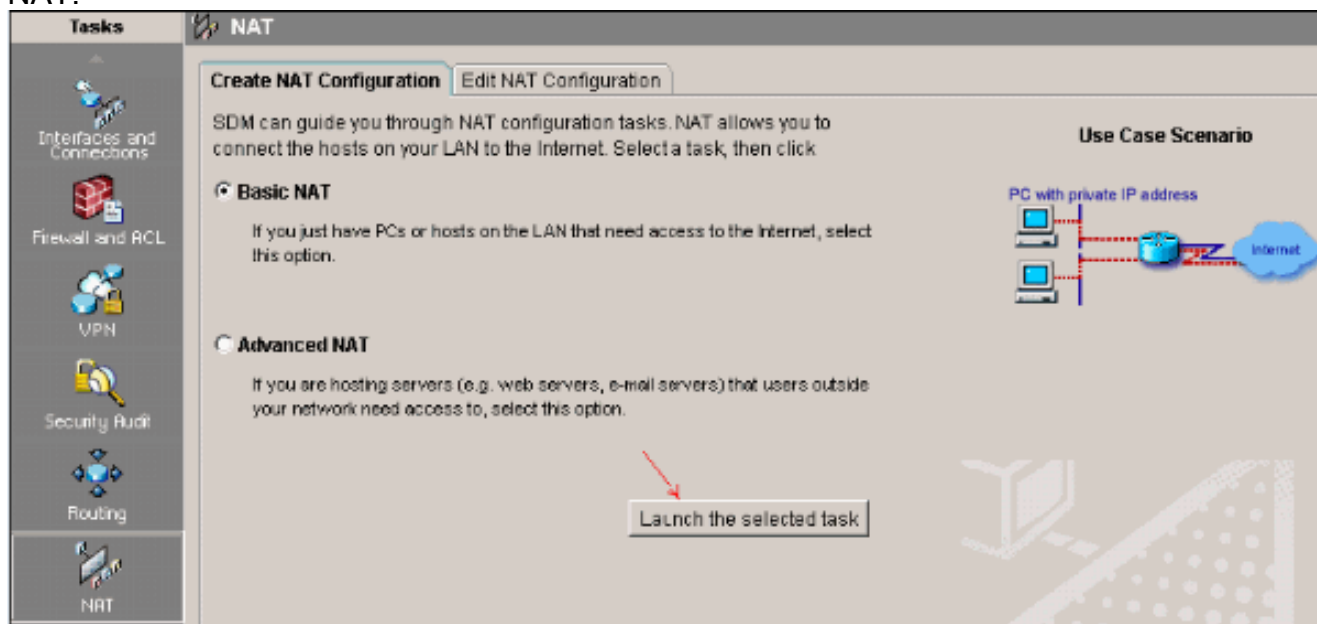 NAT.
Tasks
NAT
Create NAT Configuration
Edit NAT Configuration
SDM can guide you through NAT configuration tasks. NAT allows you to
connect the hosts on your LAN to the Internet. Select a task, then click
Use Case Scenario
Basic NAT
If you just have PCs or hosts on the LAN that need access to the Internet, select
this option.
PC with private IP address
Internet
Advanced NAT
If you are hosting servers (e.g. web servers, e-mail servers) that users outside
your network need access to, select this option.
Launch the selected task
Interfaces and
Connections
Firewall and ACL
VPN
Security Audit
Routing
NAT